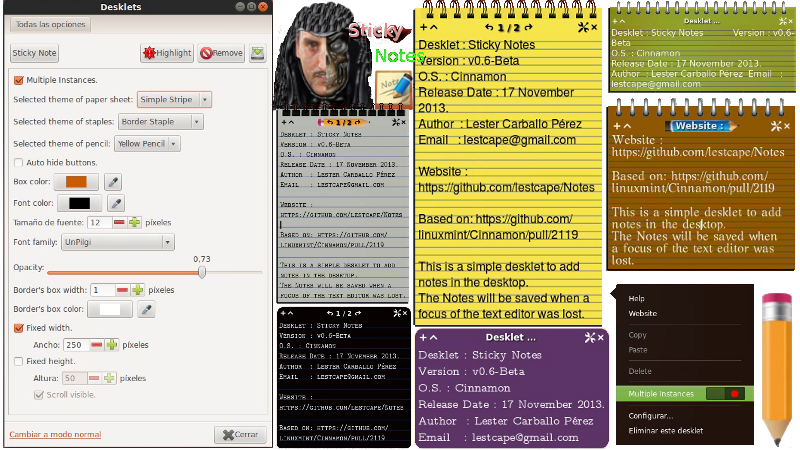 Desklets
Todas las opciones
Sticky Note
Highlight
Remove
Multiple Instances.
Selected theme of paper sheet:
Simple Stripe
Selected theme of staples:
Border Staple
Selected theme of pencil:
Yellow Pencil
Auto hide buttons.
Box color:
Font color:
Tamaño de fuente:
12
píxeles
Font family:
UnPilgi
0,73
Opacity:
Border's box width:
1
píxeles
Border's box color:
Fixed width.
Ancho:
250
píxeles
Fixed height.
Altura:
50
píxeles
Scroll visible.
Cambiar a modo normal
Cerrar
Sticky
Notes
Notes
1 / 2
Desklet : Sticky Notes
Version : v0.6-Beta
O.S. : Cinnamon
Release Date : 17 November 2013.
Author : Lester Carballo Pérez
Email : lestcape@gmail.com
Website :
https://github.com/lestcape/Notes
Based on: https://github.com/
linuxmint/Cinnamon/pull/2119
This is a simple desklet to add
notes in the desktop.
The Notes will be saved when a
focus of the text editor was lost.
1 / 2
Desklet : Sticky Notes
Version : v0.6-Beta
O.S. : Cinnamon
Release Date : 17 November 2013.
Author : Lester Carballo Pérez
Email : lestcape@gmail.com
Website :
https://github.com/lestcape/Notes
Based on: https://github.com/
linuxmint/Cinnamon/pull/2119
1 / 2
Desklet : Sticky Notes
Version : v0.6-Beta
O.S. : Cinnamon
Release Date : 17 November
2013.
Author : Lester Carballo Pérez
Email : lestcape@gmail.com
Website :
https://github.com/lestcape/Notes
Based on: https://github.com/
linuxmint/Cinnamon/pull/2119
This is a simple desklet to add
notes in the desktop.
The Notes will be saved when a
focus of the text editor was lost.
Desklet ...
Desklet : Sticky Notes
Version : v0.6-Beta
O.S. : Cinnamon
Release Date : 17 November 2013.
Author : Lester Carballo Pérez
Email : lestcape@gmail.com
Desklet ...
Desklet : Sticky Notes Version : v0.6-
Beta
O.S. : Cinnamon
Release Date : 17 November 2013.
Author : Lester Carballo Pérez Email :
lestcape@gmail.com
Website :
Website :
https://github.com/lestcape/Notes
Based on: https://github.com/
linuxmint/Cinnamon/pull/2119
This is a simple desklet to add
notes in the desktop.
The Notes will be saved when
a focus of the text editor was
lost.
Help
Website
Copy
Paste
Delete
Multiple Instances
Configurar...
Eliminar este desklet